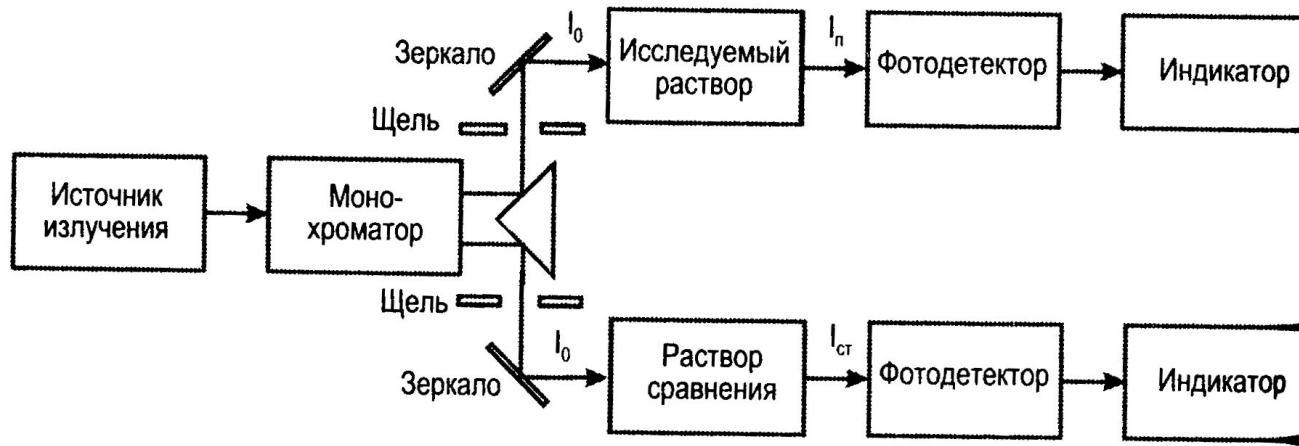 Зеркало
I₀
Исследуемый
раствор
Iп
Фотодетектор
Индикатор
Щель
Источник
излучения
Моно-
хроматор
Щель
Зеркало
I₀
Раствор
сравнения
Iст
Фотодетектор
Индикатор